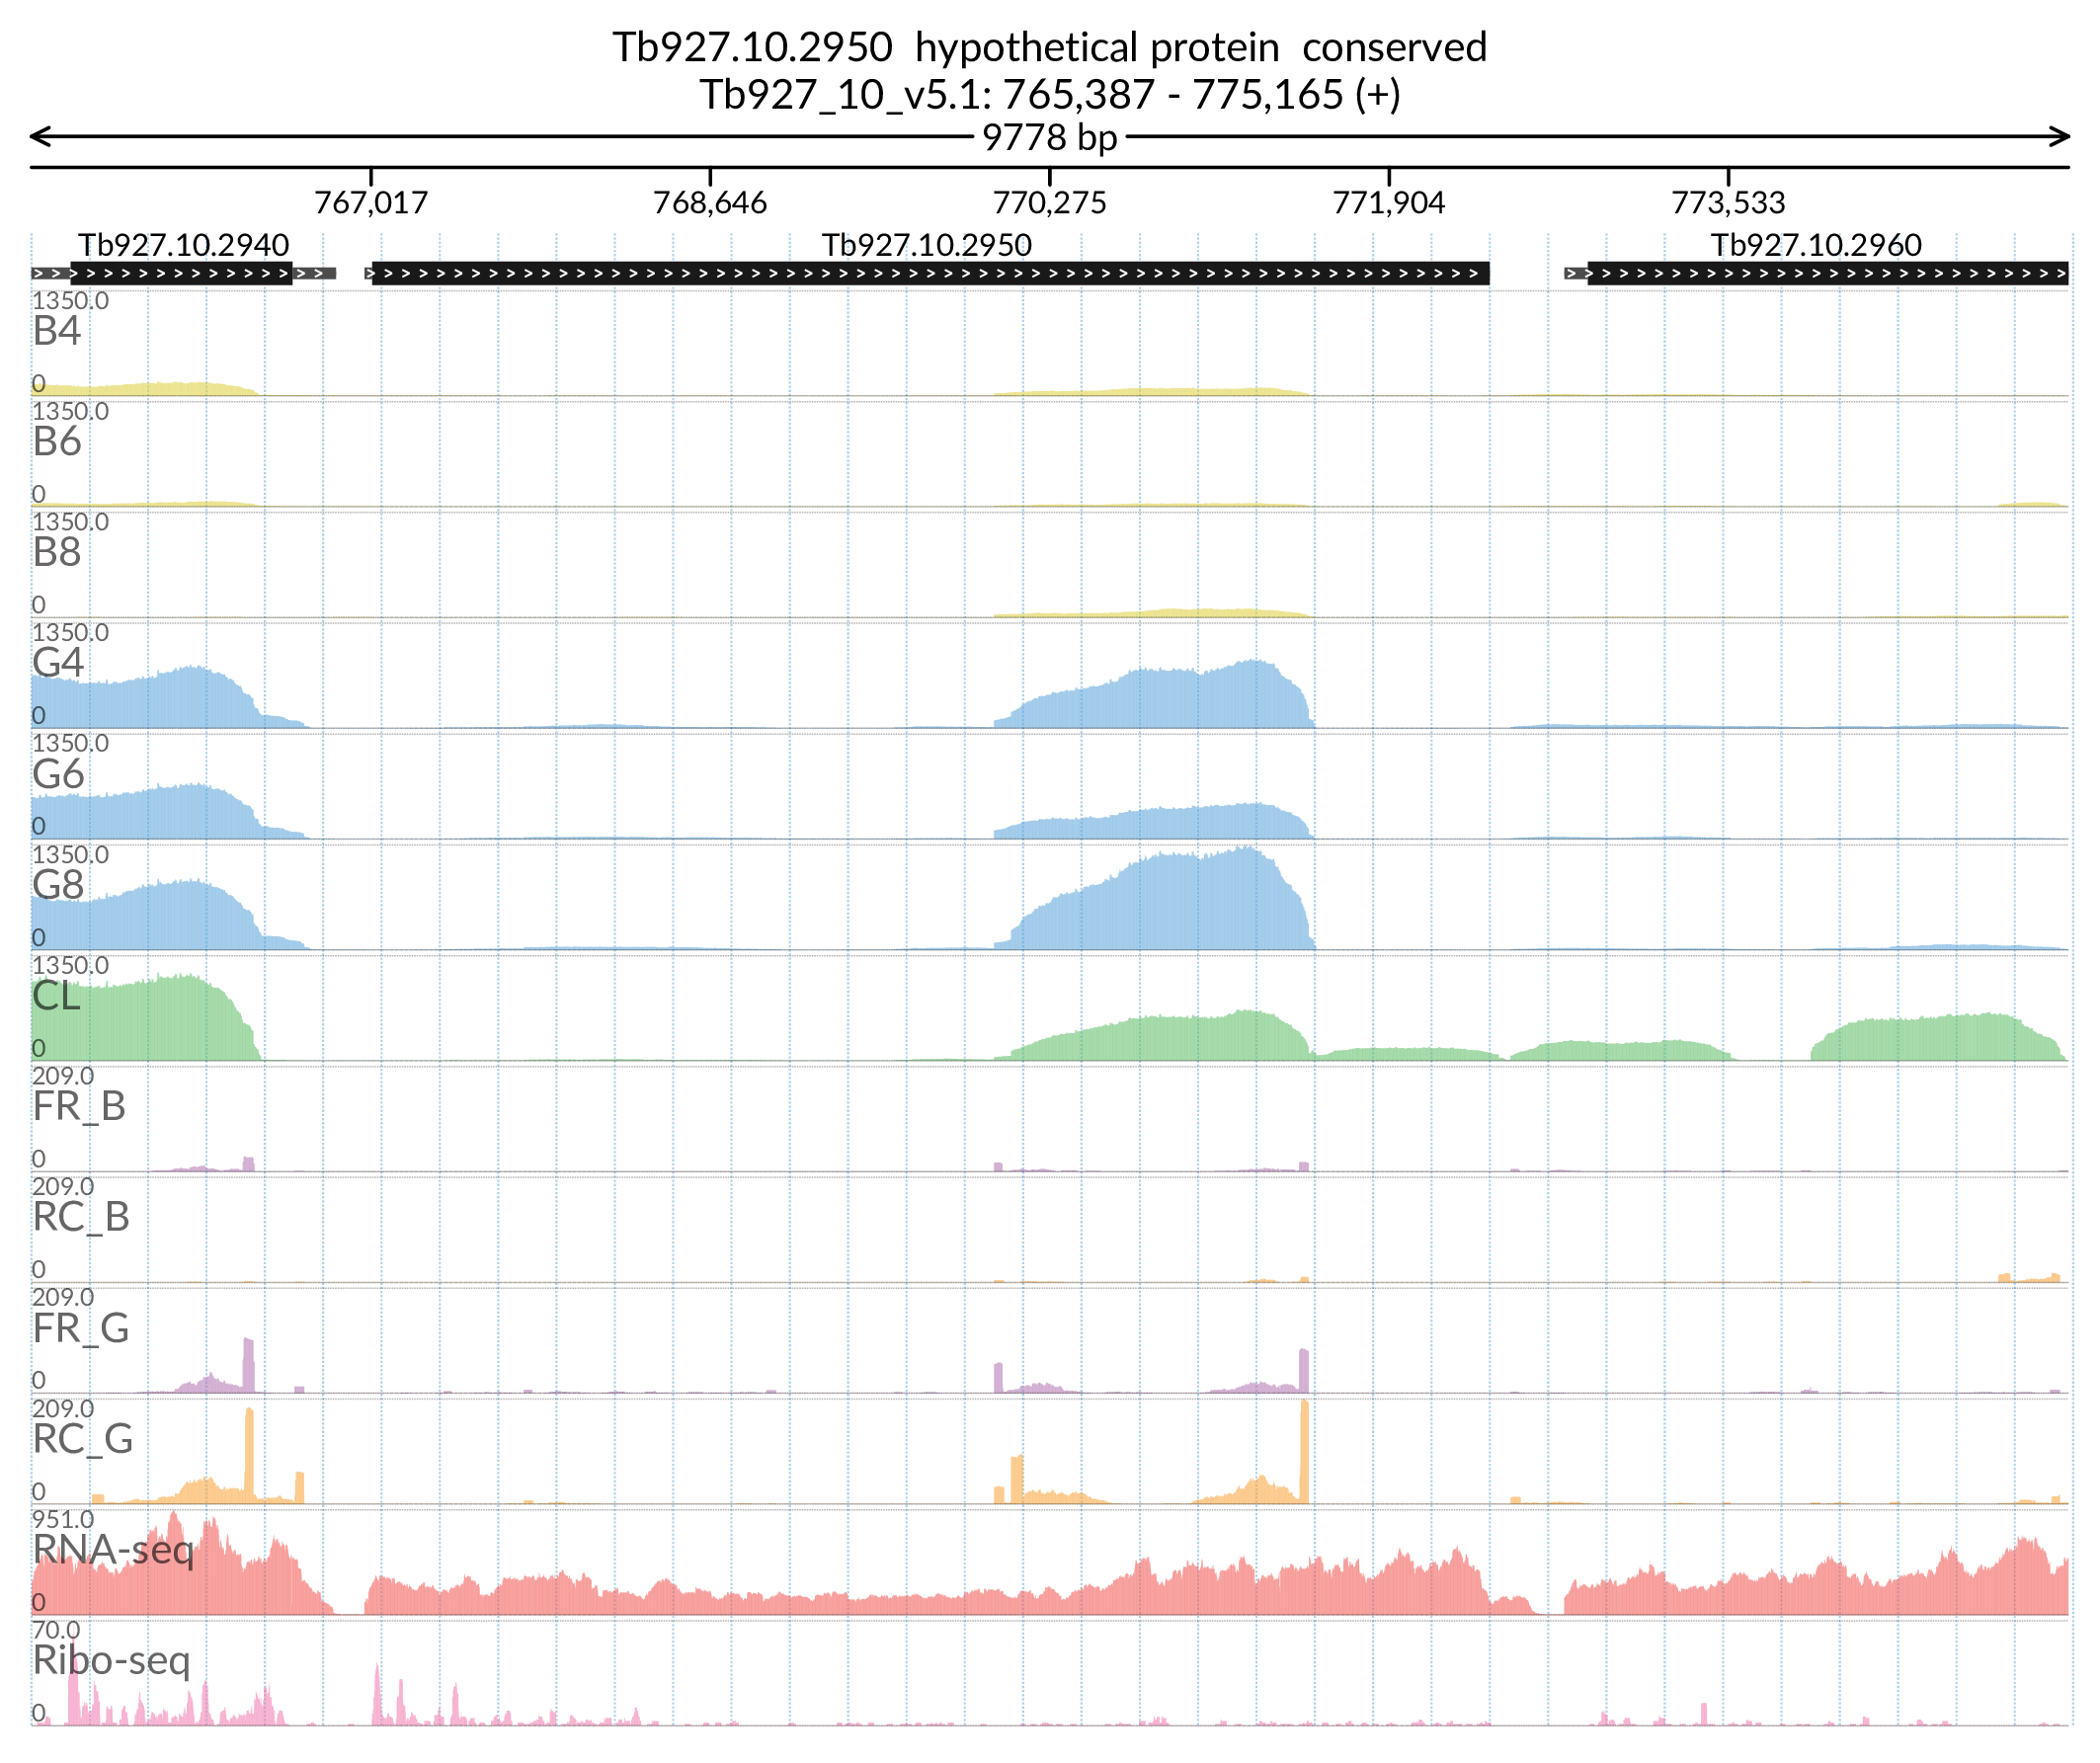 Tb927.10.2950  hypothetical protein  conserved
Tb927_10_v5.1: 765,387 - 775,165 (+)
9778 bp
767,017 768,646 770,275 771,904 773,533
Tb927.10.2940 Tb927.10.2950 Tb927.10.2960
1350.0
B4
0
1350.0
B6
0
1350.0
B8
0
1350.0
G4
0
1350.0
G6
0
1350.0
G8
0
1350.0
CL
0
209.0
FR_B
0
209.0
RC_B
0
209.0
FR_G
0
209.0
RC_G
0
951.0
RNA-seq
0
70.0
Ribo-seq
0